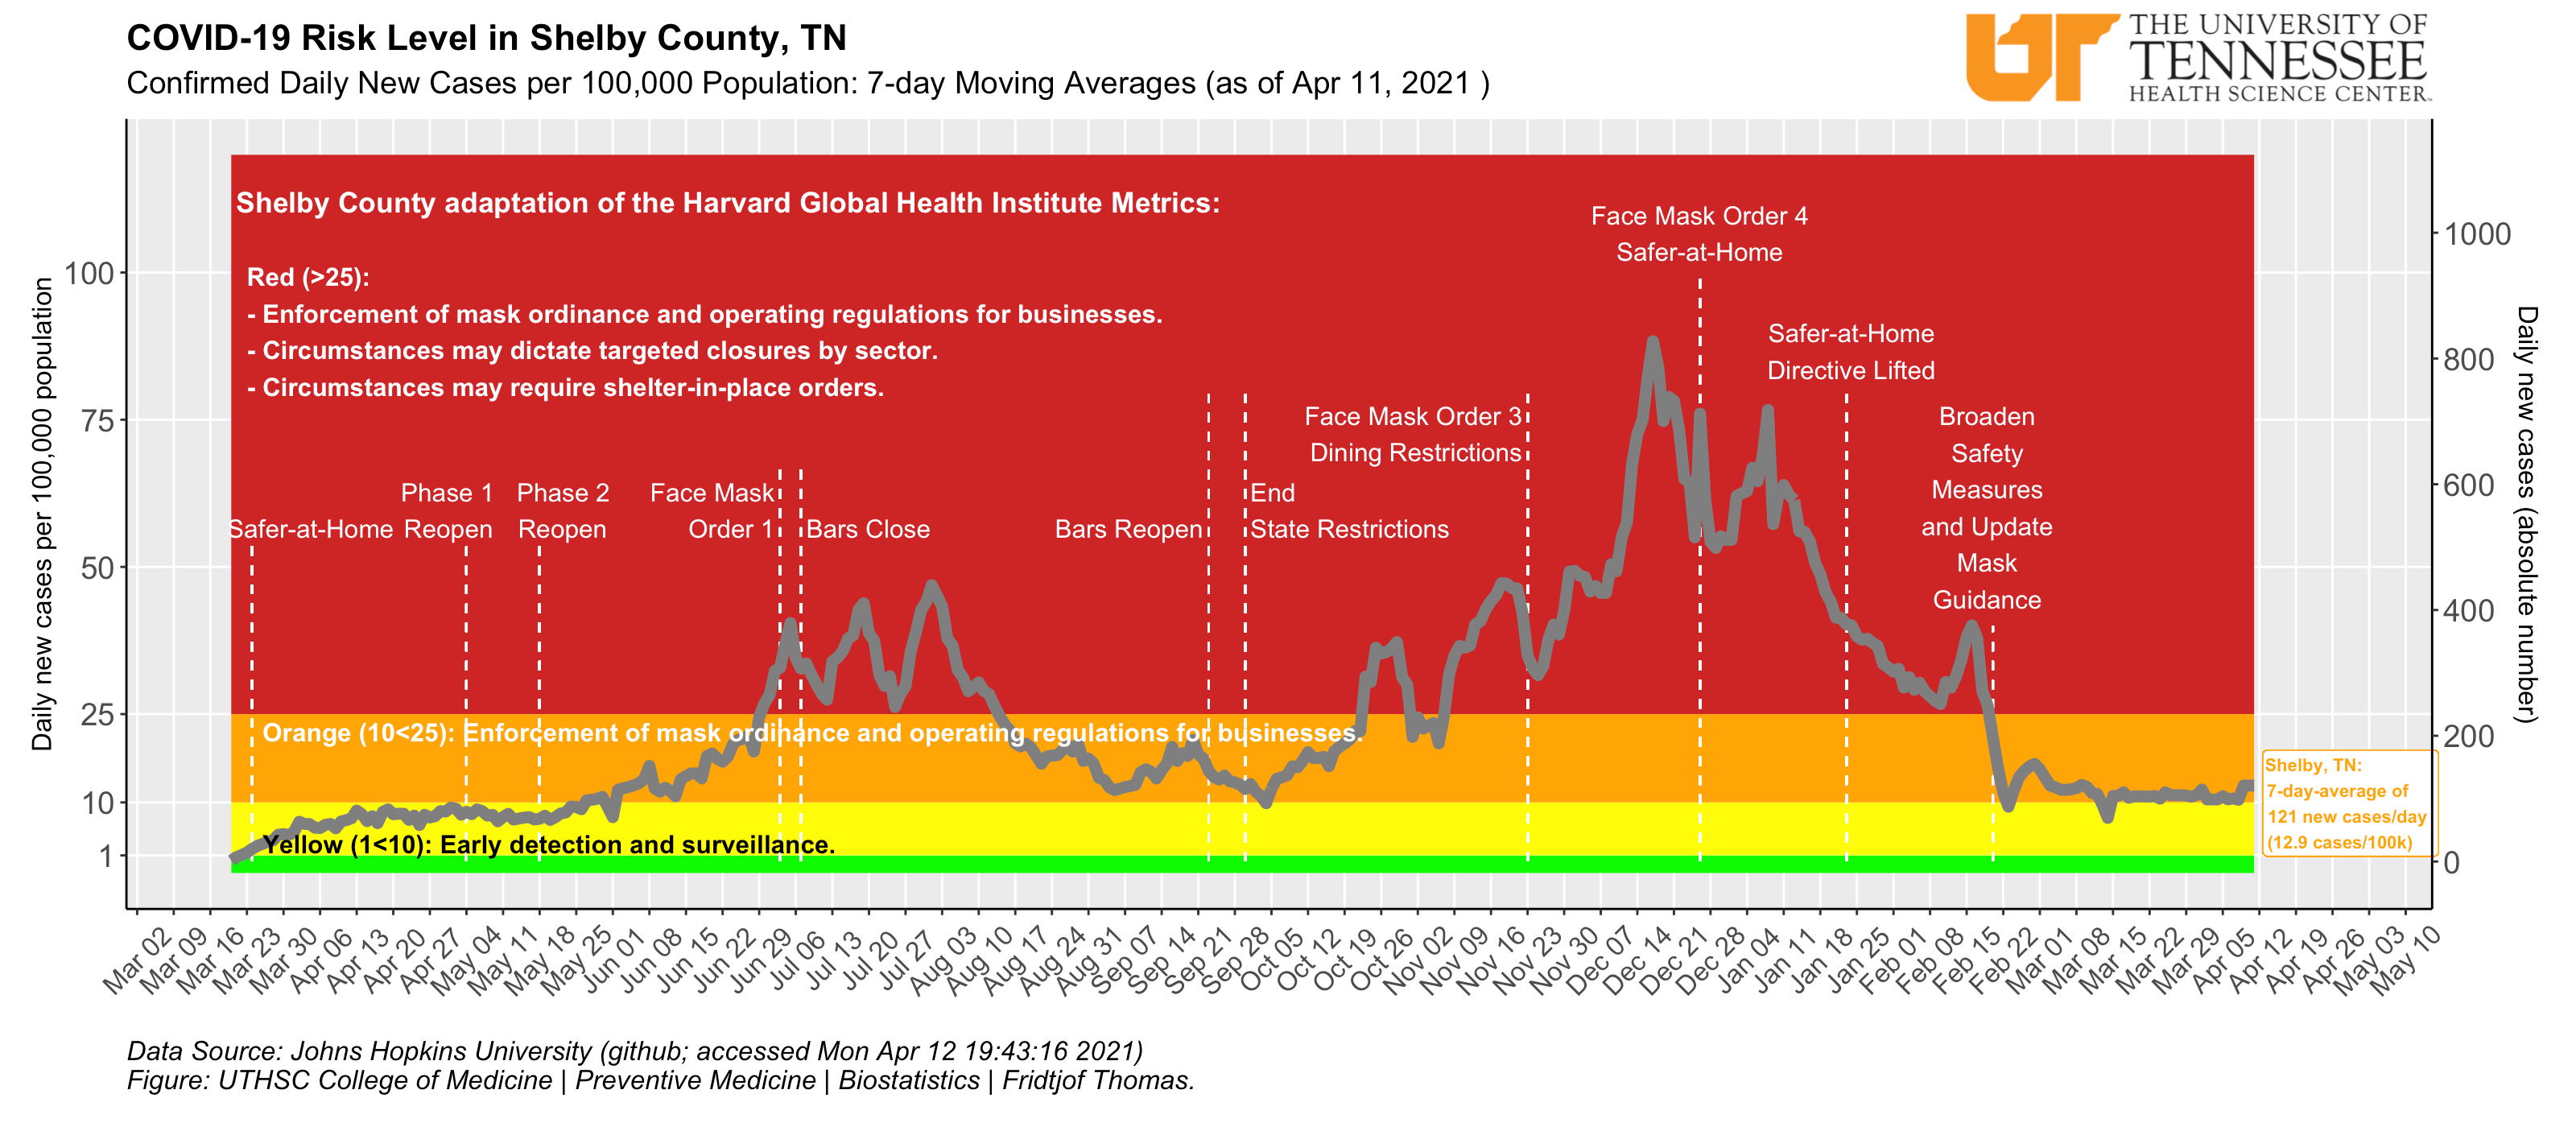 COVID-19 Risk Level in Shelby County, TN
Confirmed Daily New Cases per 100,000 Population: 7-day Moving Averages (as of Apr 11, 2021 )
UT
THE UNIVERSITY OF
TENNESSEE
HEALTH SCIENCE CENTER
Daily new cases per 100,000 population
100
75
50
25
10
1
Shelby County adaptation of the Harvard Global Health Institute Metrics:
Red (>25):
- Enforcement of mask ordinance and operating regulations for businesses.
- Circumstances may dictate targeted closures by sector.
- Circumstances may require shelter-in-place orders.
Safer-at-Home
Phase 1
Reopen
Phase 2
Reopen
Face Mask
Order 1
Bars Close
Bars Reopen
End
State Restrictions
Face Mask Order 3
Dining Restrictions
Face Mask Order 4
Safer-at-Home
Safer-at-Home
Directive Lifted
Broaden
Safety
Measures
and Update
Mask
Guidance
Orange (10<25): Enforcement of mask ordinance and operating regulations for businesses.
Yellow (1<10): Early detection and surveillance.
Shelby, TN:
7-day-average of
121 new cases/day
(12.9 cases/100k)
1000
800
600
400
200
0
Daily new cases (absolute number)
Mar 02
Mar 09
Mar 16
Mar 23
Mar 30
Apr 06
Apr 13
Apr 20
Apr 27
May 04
May 11
May 18
May 25
Jun 01
Jun 08
Jun 15
Jun 22
Jun 29
Jul 06
Jul 13
Jul 20
Jul 27
Aug 03
Aug 10
Aug 17
Aug 24
Aug 31
Sep 07
Sep 14
Sep 21
Sep 28
Oct 05
Oct 12
Oct 19
Oct 26
Nov 02
Nov 09
Nov 16
Nov 23
Nov 30
Dec 07
Dec 14
Dec 21
Dec 28
Jan 04
Jan 11
Jan 18
Jan 25
Feb 01
Feb 08
Feb 15
Feb 22
Mar 01
Mar 08
Mar 15
Mar 22
Mar 29
Apr 05
Apr 12
Apr 19
Apr 26
May 03
May 10
Data Source: Johns Hopkins University (github; accessed Mon Apr 12 19:43:16 2021)
Figure: UTHSC College of Medicine | Preventive Medicine | Biostatistics | Fridtjof Thomas.